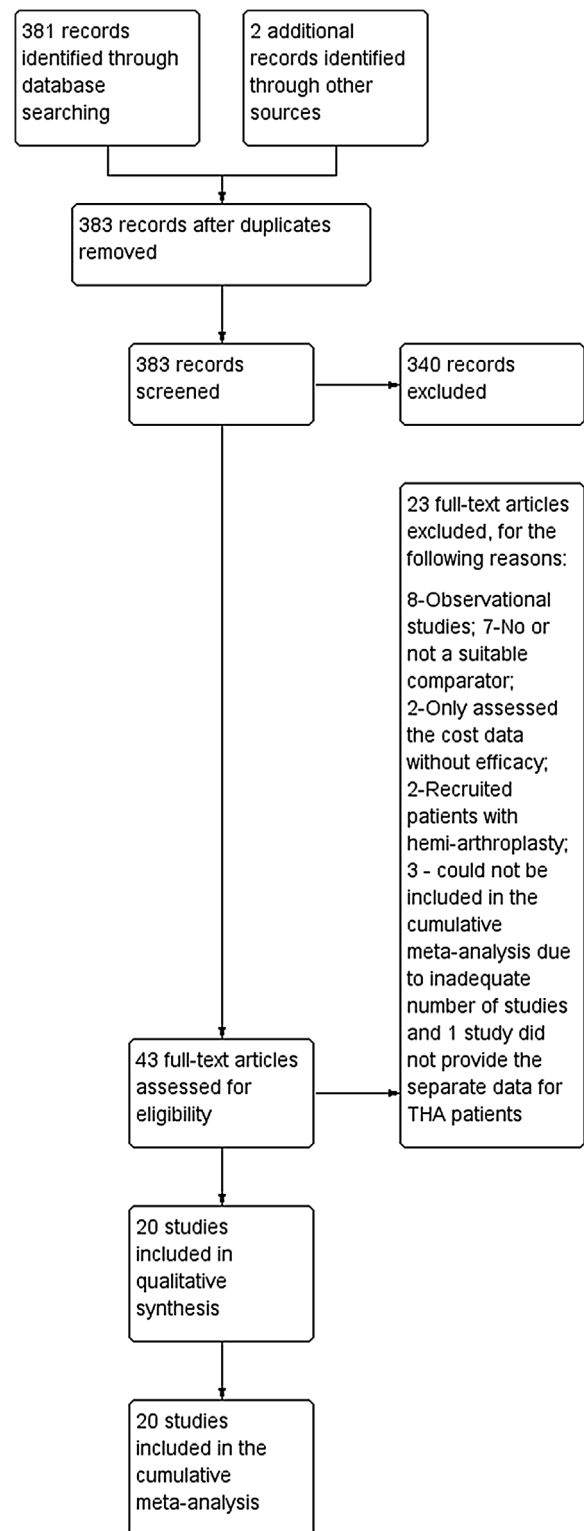 381 records
identified through
database
searching
2 additional
records identified
through other
sources
383 records after duplicates
removed
383 records
screened
340 records
excluded
23 full-text articles
excluded, for the
following reasons:
8-Observational
studies; 7-No or
not a suitable
comparator;
2-Only assessed
the cost data
without efficacy;
2-Recruited
patients with
hemi-arthroplasty;
3 - could not be
included in the
cumulative
meta-analysis due
to inadequate
number of studies
and 1 study did
not provide the
separate data for
THA patients
43 full-text articles
assessed for
eligibility
20 studies
included in
qualitative
synthesis
20 studies
included in the
cumulative
meta-analysis